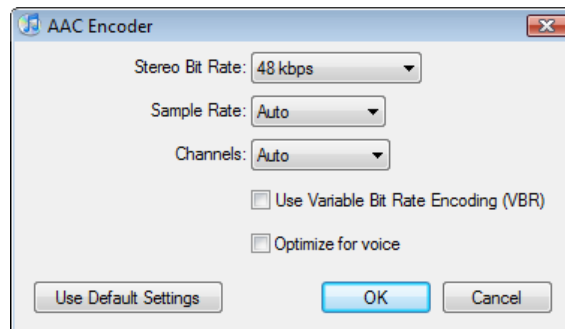 AAC Encoder
Stereo Bit Rate: 48 kbps
Sample Rate: Auto
Channels: Auto
Use Variable Bit Rate Encoding (VBR)
Optimize for voice
Use Default Settings OK Cancel